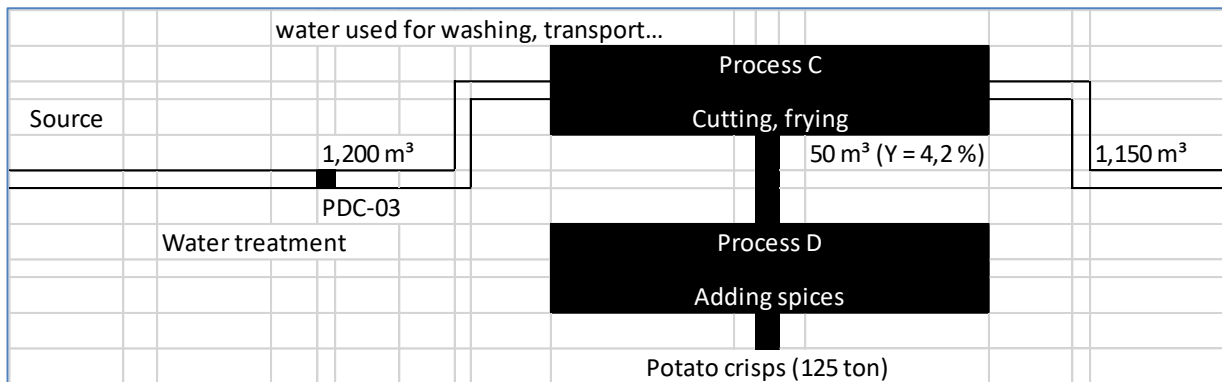 water used for washing, transport...
Process C
Source
Cutting, frying
1,200 m³
50 m³ (Y = 4,2 %)
1,150 m³
PDC-03
Water treatment
Process D
Adding spices
Potato crisps (125 ton)